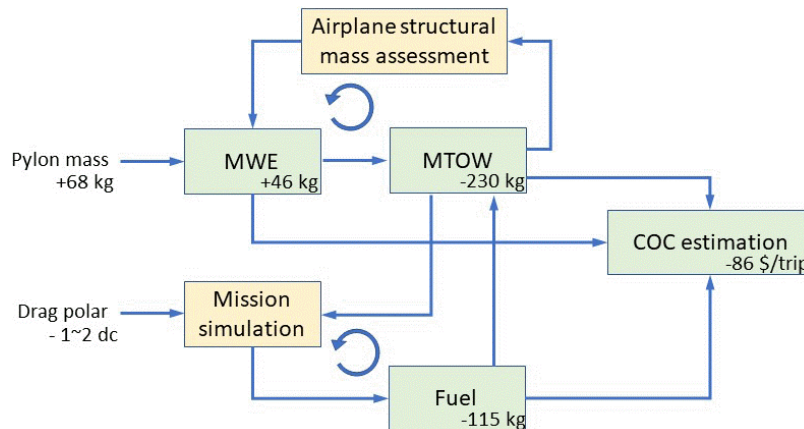 Airplane structural
mass assessment
Pylon mass
+68 kg
MWE
+46 kg
MTOW
-230 kg
COC estimation
-86 $/trip
Drag polar
- 1~2 dc
Mission
simulation
Fuel
-115 kg